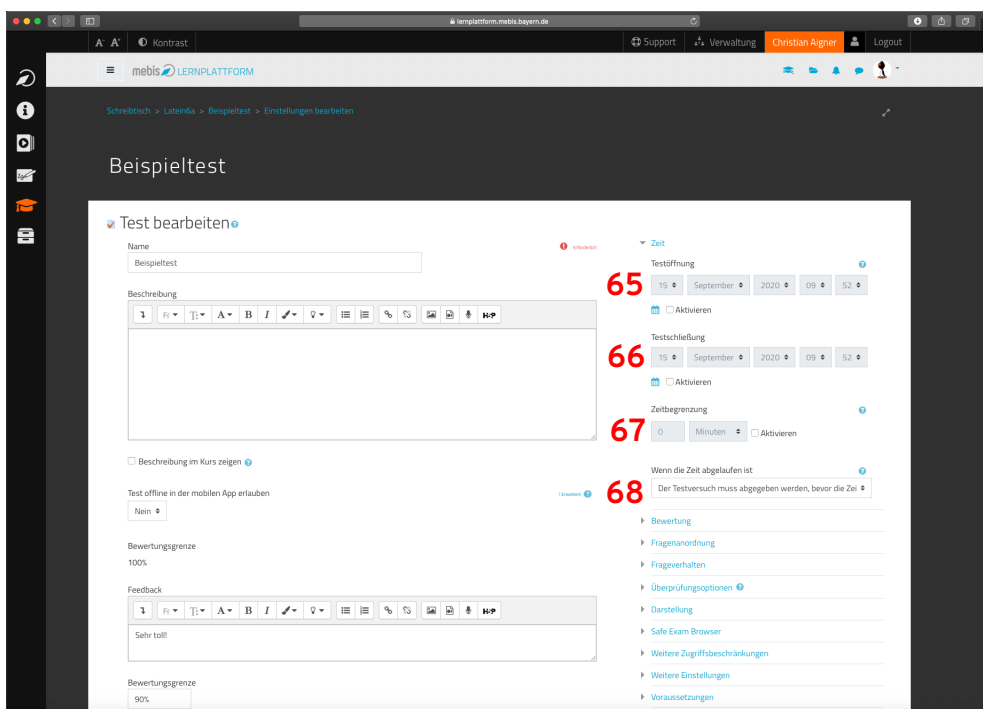 lernplattform.mebis.bayern.de
A- A+ Kontrast
Support Verwaltung Christian Aigner Logout
mebis LERNPLATTFORM
Schreibtisch > Latein6a > Beispieltest > Einstellungen bearbeiten
Beispieltest
Test bearbeiten
Name
Erforderlich
Beispieltest
Beschreibung
Fr T: A B I H-P
Beschreibung im Kurs zeigen
Test offline in der mobilen App erlauben
! Erweitert
Nein
Bewertungsgrenze
100%
Feedback
Fr T: A B I H-P
Sehr toll!
Bewertungsgrenze
90%
Zeit
Testöffnung
65 15 September 2020 09 52
Aktivieren
Testschließung
66 15 September 2020 09 52
Aktivieren
Zeitbegrenzung
67 0 Minuten Aktivieren
Wenn die Zeit abgelaufen ist
68 Der Testversuch muss abgegeben werden, bevor die Zei
Bewertung
Fragenanordnung
Frageverhalten
Überprüfungsoptionen
Darstellung
Safe Exam Browser
Weitere Zugriffsbeschränkungen
Weitere Einstellungen
Voraussetzungen